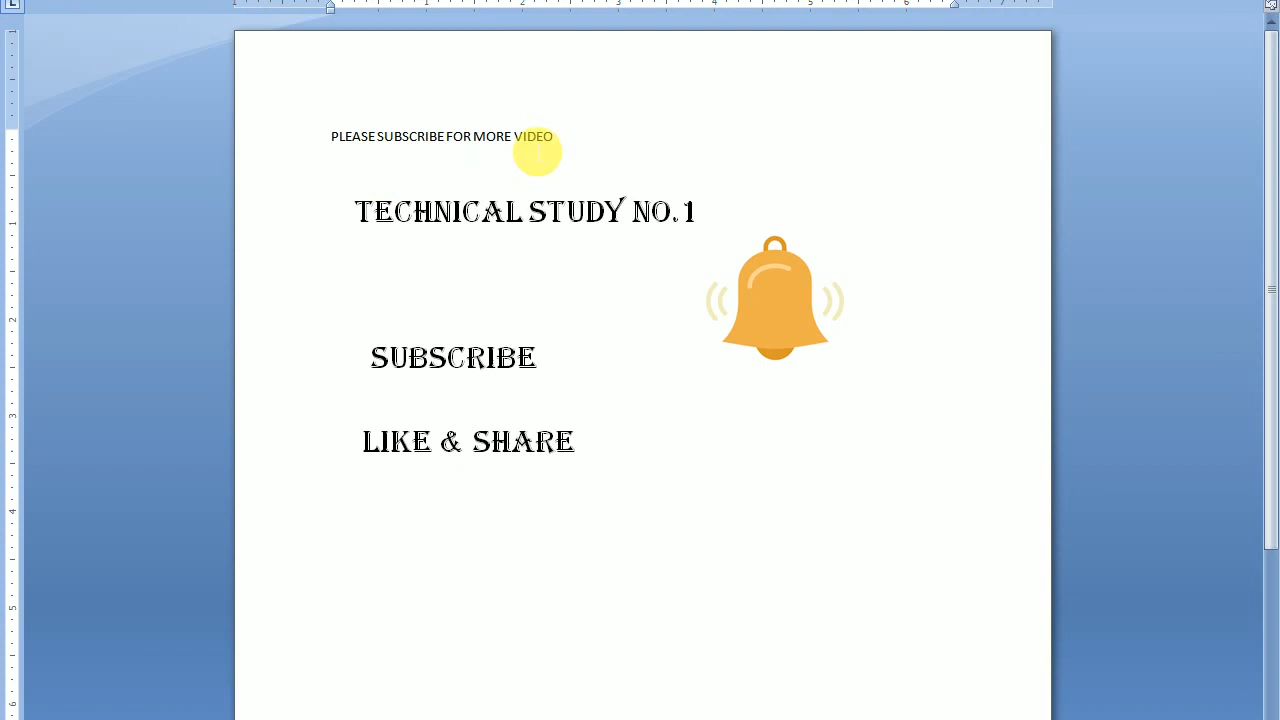 PLEASE SUBSCRIBE FOR MORE VIDEO
TECHNICAL STUDY NO.1
SUBSCRIBE
LIKE & SHARE